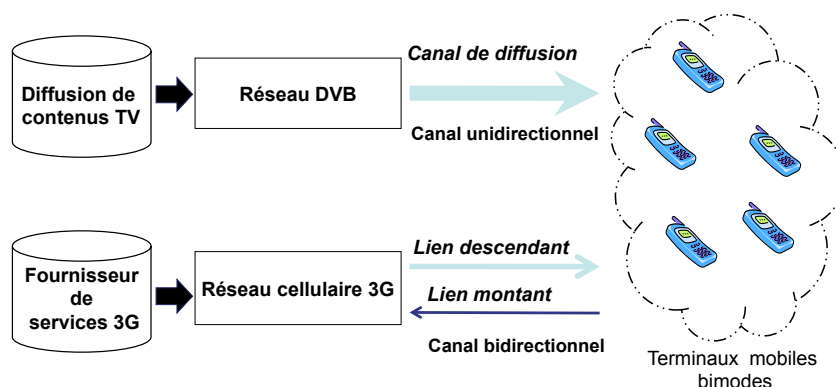 Diffusion de
contenus TV
Réseau DVB
Canal de diffusion
Canal unidirectionnel
Fournisseur
de
services 3G
Réseau cellulaire 3G
Lien descendant
Lien montant
Canal bidirectionnel
Terminaux mobiles
bimodes